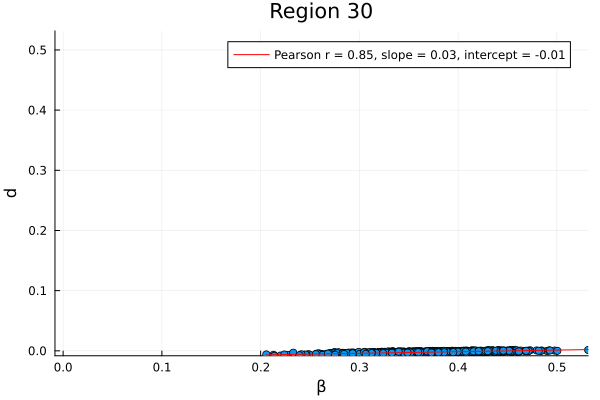 Region 30
Pearson r = 0.85, slope = 0.03, intercept = -0.01
0.5
0.4
0.3
0.2
0.1
0.0
d
0.0 0.1 0.2 0.3 0.4 0.5
β